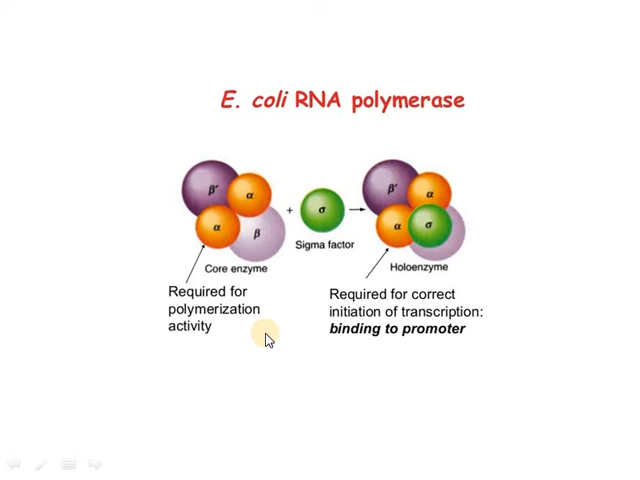 E. coli RNA polymerase
β' α α β
+
σ
Sigma factor
β' α α σ
Core enzyme
Holoenzyme
Required for
polymerization
activity
Required for correct
initiation of transcription:
binding to promoter